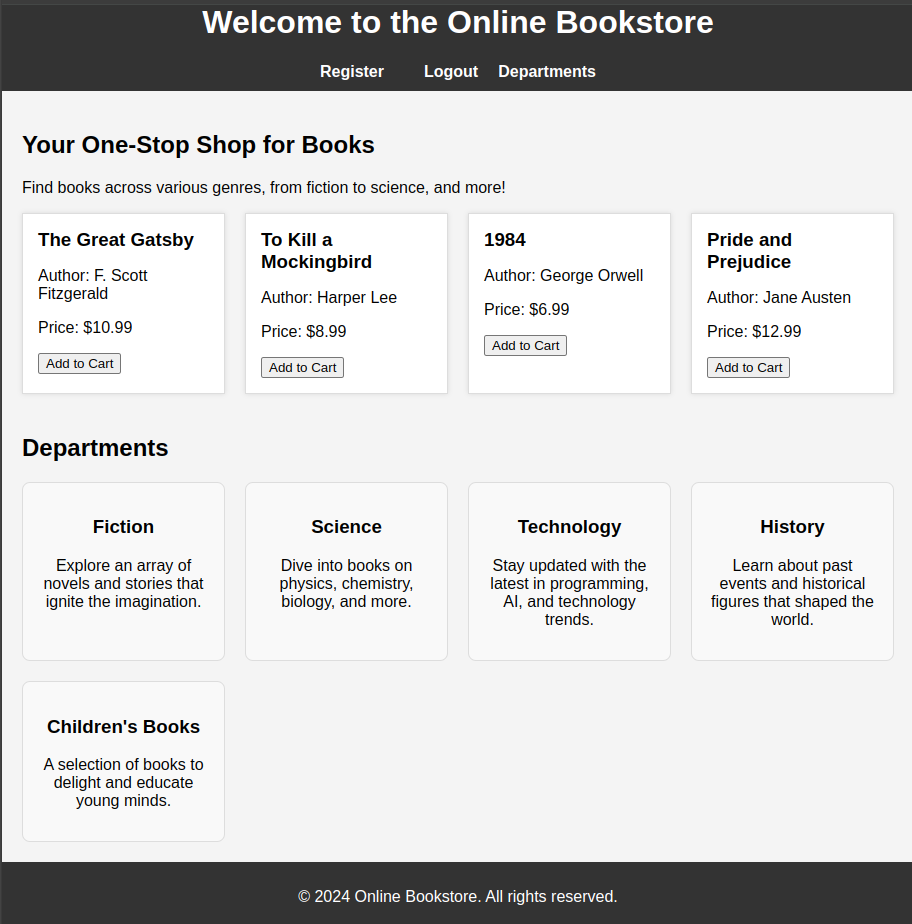 Welcome to the Online Bookstore
Register Logout Departments
Your One-Stop Shop for Books
Find books across various genres, from fiction to science, and more!
The Great Gatsby
Author: F. Scott
Fitzgerald
Price: $10.99
Add to Cart
To Kill a
Mockingbird
Author: Harper Lee
Price: $8.99
Add to Cart
1984
Author: George Orwell
Price: $6.99
Add to Cart
Pride and
Prejudice
Author: Jane Austen
Price: $12.99
Add to Cart
Departments
Fiction
Explore an array of
novels and stories that
ignite the imagination.
Science
Dive into books on
physics, chemistry,
biology, and more.
Technology
Stay updated with the
latest in programming,
AI, and technology
trends.
History
Learn about past
events and historical
figures that shaped the
world.
Children's Books
A selection of books to
delight and educate
young minds.
© 2024 Online Bookstore. All rights reserved.